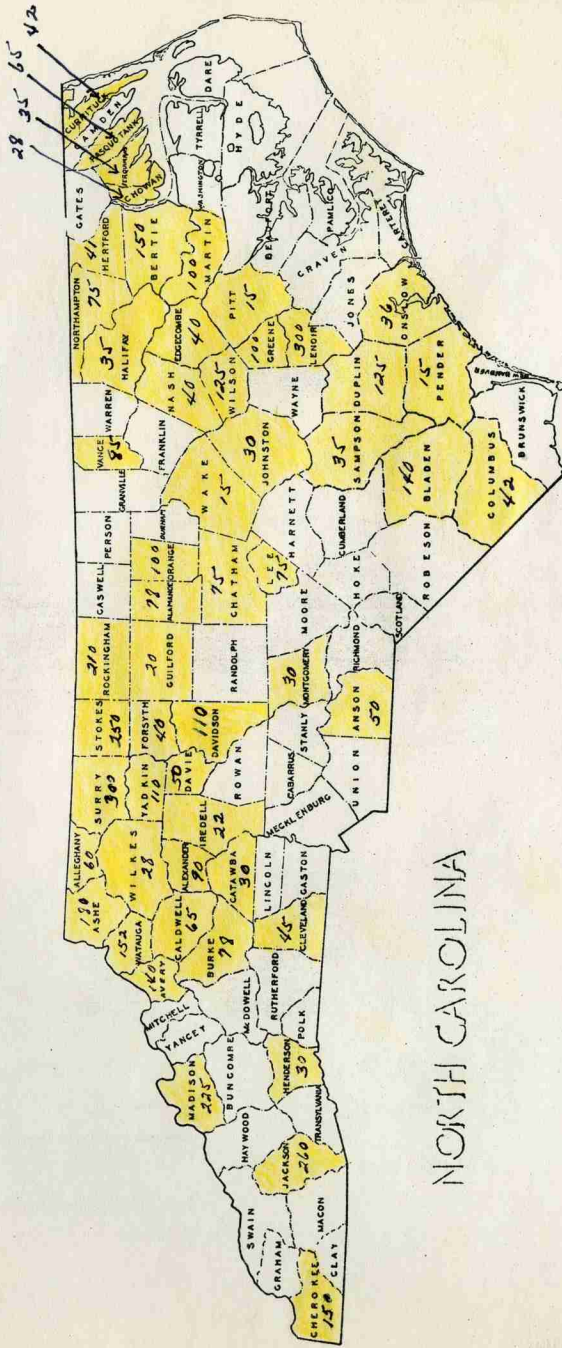 42
65
35
28
CURRITUCK
CAMDEN
PASQUOTANK
PERQUIMANS
CHOWAN
GATES
HERTFORD
41
NORTHAMPTON
75
HALIFAX
35
BERTIE
150
MARTIN
100
WASHINGTON
TYRRELL
DARE
HYDE
BEAUFORT
PAMLICO
CRAVEN
CARTERET
JONES
ONSLOW
36
PITT
15
GREENE
100
LENOIR
300
EDGECOMBE
40
NASH
40
WILSON
125
WAYNE
DUPLIN
125
PENDER
15
NEW HANOVER
BRUNSWICK
COLUMBUS
42
BLADEN
140
SAMPSON
35
JOHNSTON
30
WAKE
15
FRANKLIN
WARREN
VANCE
85
GRANVILLE
PERSON
DURHAM
ORANGE
100
ALAMANCE
78
CASWELL
ROCKINGHAM
210
GUILFORD
20
RANDOLPH
CHATHAM
75
LEE
75
HARNETT
CUMBERLAND
HOKE
ROBESON
SCOTLAND
RICHMOND
MOORE
MONTGOMERY
30
ANSON
50
STANLY
UNION
CABARRUS
MECKLENBURG
ROWAN
DAVIDSON
110
FORSYTH
40
STOKES
250
SURRY
300
YADKIN
110
DAVIE
50
IREDELL
22
ALLEGHANY
60
ASHE
180
WILKES
28
ALEXANDER
90
CATAWBA
30
LINCOLN
GASTON
CLEVELAND
45
WATAUGA
152
AVERY
140
CALDWELL
65
BURKE
78
RUTHERFORD
POLK
McDOWELL
MITCHELL
YANCEY
BUNCOMBE
MADISON
225
HENDERSON
30
TRANSYLVANIA
HAYWOOD
JACKSON
260
SWAIN
MACON
GRAHAM
CLAY
CHEROKEE
150
NORTH CAROLINA